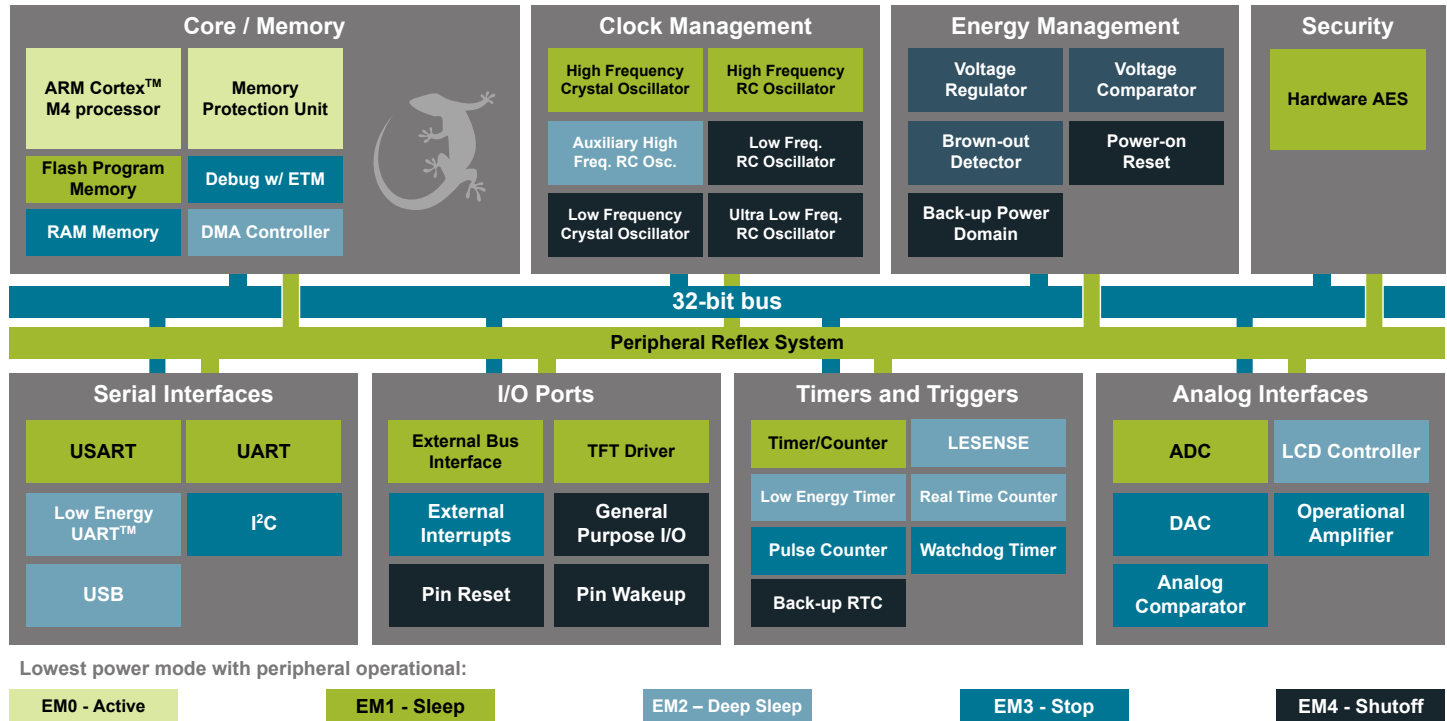 Core / Memory
ARM Cortex™
M4 processor
Memory
Protection Unit
Flash Program
Memory
Debug w/ ETM
RAM Memory
DMA Controller
Clock Management
High Frequency
Crystal Oscillator
High Frequency
RC Oscillator
Auxiliary High
Freq. RC Osc.
Low Freq.
RC Oscillator
Low Frequency
Crystal Oscillator
Ultra Low Freq.
RC Oscillator
Energy Management
Voltage
Regulator
Voltage
Comparator
Brown-out
Detector
Power-on
Reset
Back-up Power
Domain
Security
Hardware AES
32-bit bus
Peripheral Reflex System
Serial Interfaces
USART
UART
Low Energy
UART™
I²C
USB
I/O Ports
External Bus
Interface
TFT Driver
External
Interrupts
General
Purpose I/O
Pin Reset
Pin Wakeup
Timers and Triggers
Timer/Counter
LESENSE
Low Energy Timer
Real Time Counter
Pulse Counter
Watchdog Timer
Back-up RTC
Analog Interfaces
ADC
LCD Controller
DAC
Operational
Amplifier
Analog
Comparator
Lowest power mode with peripheral operational:
EM0 - Active
EM1 - Sleep
EM2 – Deep Sleep
EM3 - Stop
EM4 - Shutoff